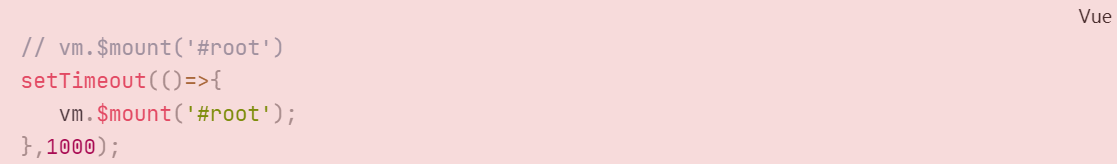 Vue
// vm.$mount('#root')
setTimeout(()=>{
   vm.$mount('#root');
},1000);